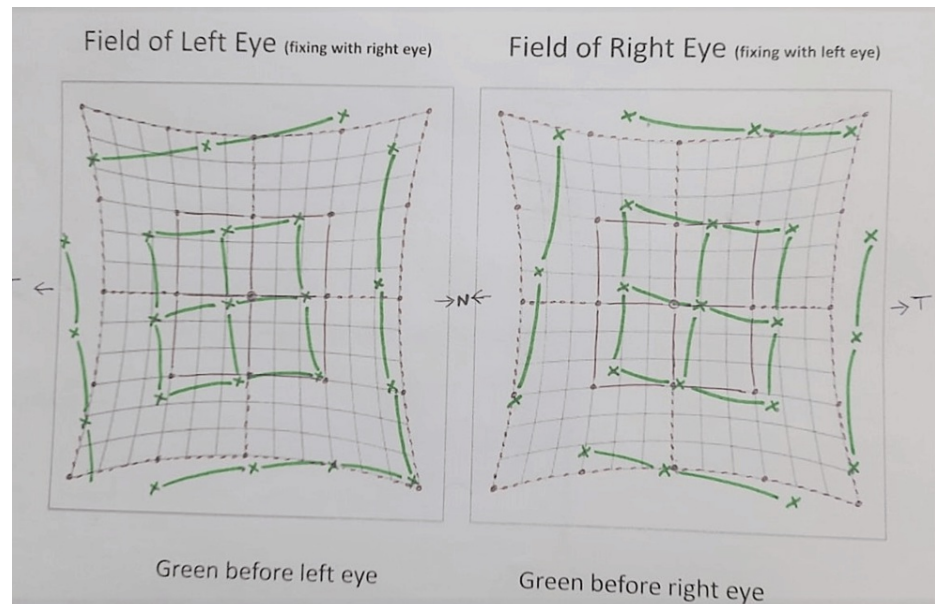 Field of Left Eye (fixing with right eye)
Field of Right Eye (fixing with left eye)
N
T
Green before left eye
Green before right eye